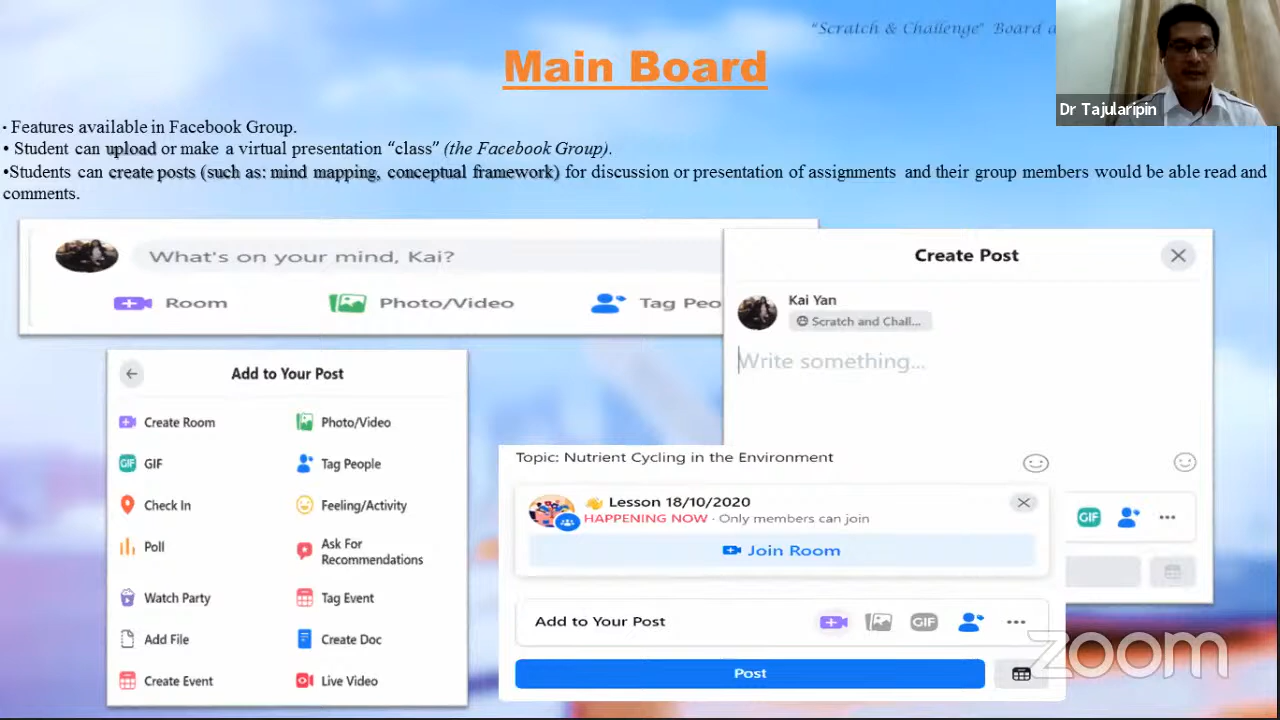 "Scratch & Challenge" Board a
Main Board
Dr Tajularipin
• Features available in Facebook Group.
• Student can upload or make a virtual presentation "class" (the Facebook Group).
•Students can create posts (such as: mind mapping, conceptual framework) for discussion or presentation of assignments and their group members would be able read and
comments.
What's on your mind, Kai?
Room
Photo/Video
Tag Peo
Create Post
Kai Yan
Scratch and Chall...
Write something...
Add to Your Post
Create Room
Photo/Video
GIF
GIF
Tag People
Check In
Feeling/Activity
Poll
Ask For
Recommendations
Watch Party
Tag Event
Add File
Create Doc
Create Event
Live Video
Topic: Nutrient Cycling in the Environment
👋 Lesson 18/10/2020
HAPPENING NOW · Only members can join
Join Room
GIF
Add to Your Post
GIF
Post
zoom